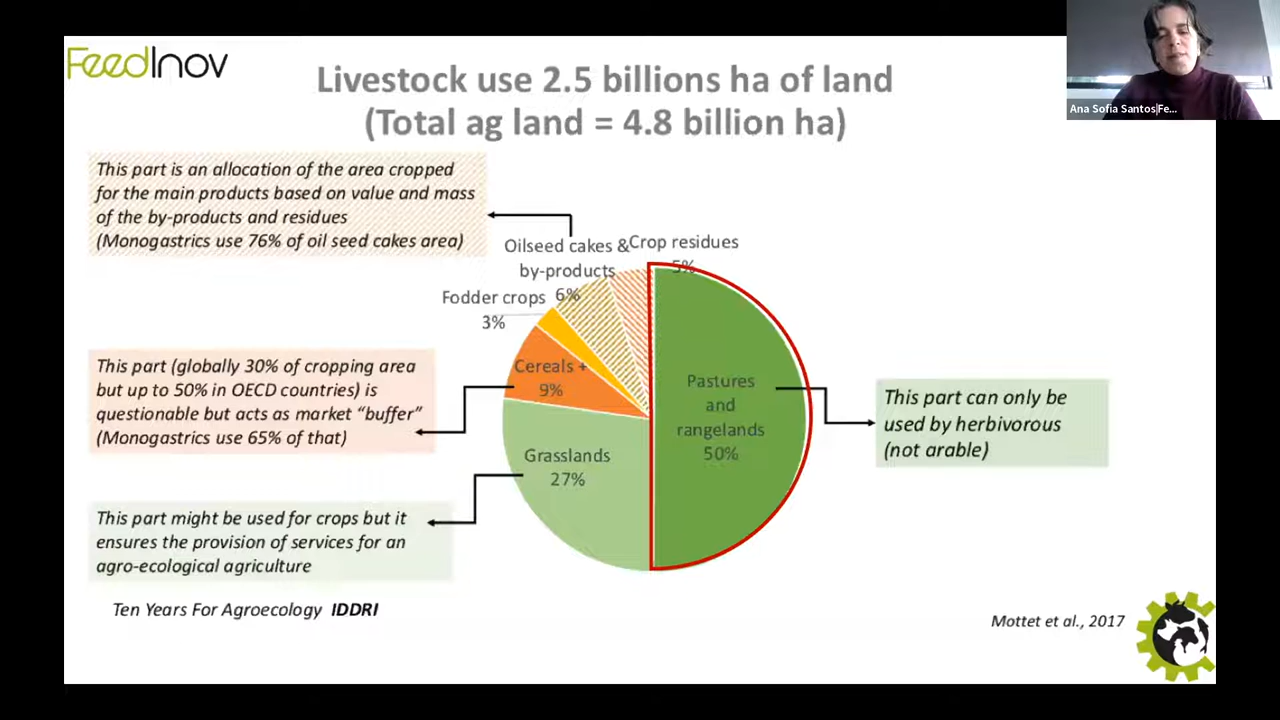 FeedInov
Livestock use 2.5 billions ha of land
(Total ag land = 4.8 billion ha)
Ana Sofia Santos|Fe...
This part is an allocation of the area cropped
for the main products based on value and mass
of the by-products and residues
(Monogastrics use 76% of oil seed cakes area)
Oilseed cakes &
by-products
6%
Crop residues
5%
Fodder crops
3%
Cereals +
9%
This part (globally 30% of cropping area
but up to 50% in OECD countries) is
questionable but acts as market “buffer”
(Monogastrics use 65% of that)
Pastures
and
rangelands
50%
This part can only be
used by herbivorous
(not arable)
Grasslands
27%
This part might be used for crops but it
ensures the provision of services for an
agro-ecological agriculture
Ten Years For Agroecology IDDRI
Mottet et al., 2017